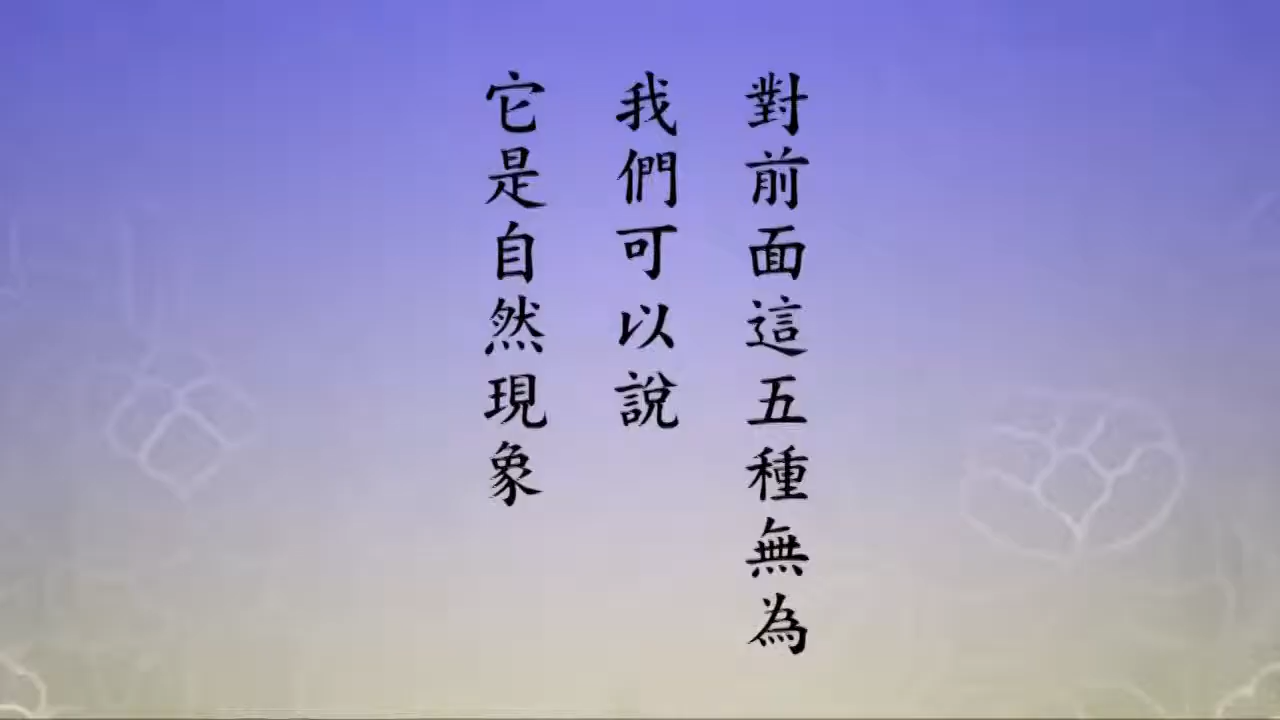 對前面這五種無為
我們可以說
它是自然現象